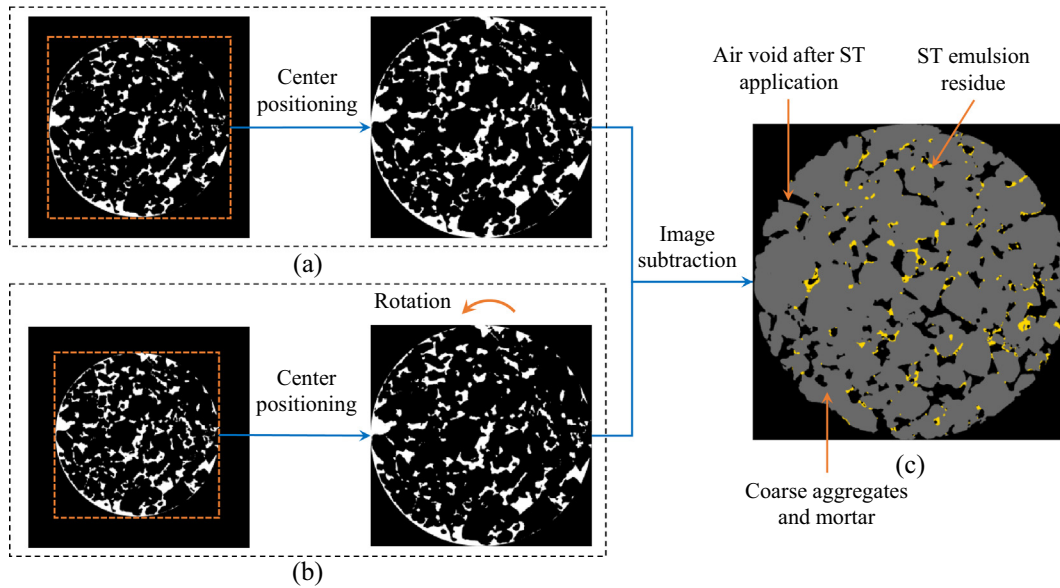 Center
positioning
(a)
Rotation
Center
positioning
(b)
Image
subtraction
Air void after ST
application
ST emulsion
residue
(c)
Coarse aggregates
and mortar